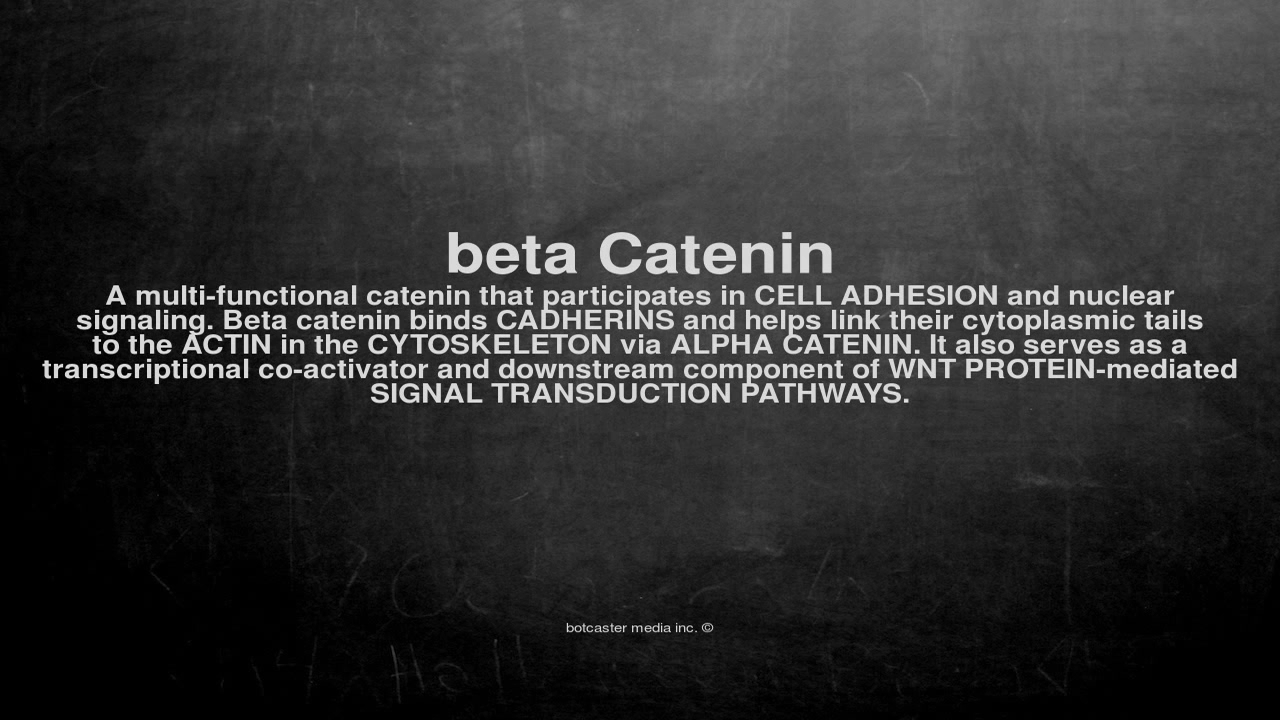 beta Catenin
A multi-functional catenin that participates in CELL ADHESION and nuclear
signaling. Beta catenin binds CADHERINS and helps link their cytoplasmic tails
to the ACTIN in the CYTOSKELETON via ALPHA CATENIN. It also serves as a
transcriptional co-activator and downstream component of WNT PROTEIN-mediated
SIGNAL TRANSDUCTION PATHWAYS.
botcaster media inc. ©